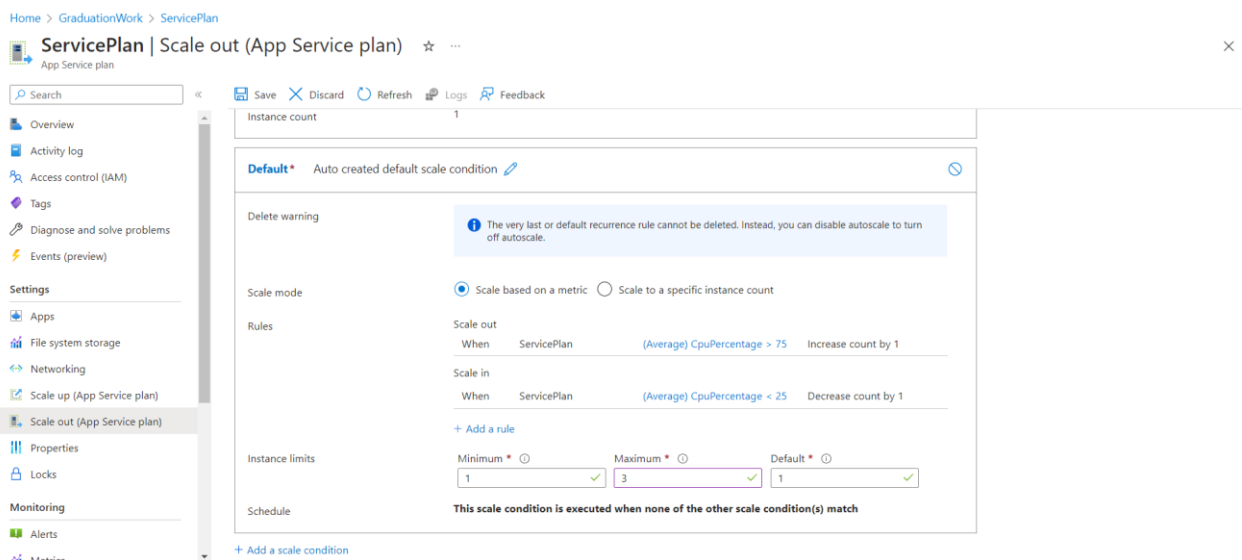 Home > GraduationWork > ServicePlan
ServicePlan | Scale out (App Service plan)
App Service plan
Search
Save Discard Refresh Logs Feedback
Overview
Activity log
Access control (IAM)
Tags
Diagnose and solve problems
Events (preview)
Settings
Apps
File system storage
Networking
Scale up (App Service plan)
Scale out (App Service plan)
Properties
Locks
Monitoring
Alerts
Metrics
Instance count 1
Default* Auto created default scale condition
Delete warning
The very last or default recurrence rule cannot be deleted. Instead, you can disable autoscale to turn
off autoscale.
Scale mode Scale based on a metric Scale to a specific instance count
Rules
Scale out
When ServicePlan (Average) CpuPercentage > 75 Increase count by 1
Scale in
When ServicePlan (Average) CpuPercentage < 25 Decrease count by 1
+ Add a rule
Instance limits Minimum * Maximum * Default *
1 3 1
Schedule This scale condition is executed when none of the other scale condition(s) match
+ Add a scale condition